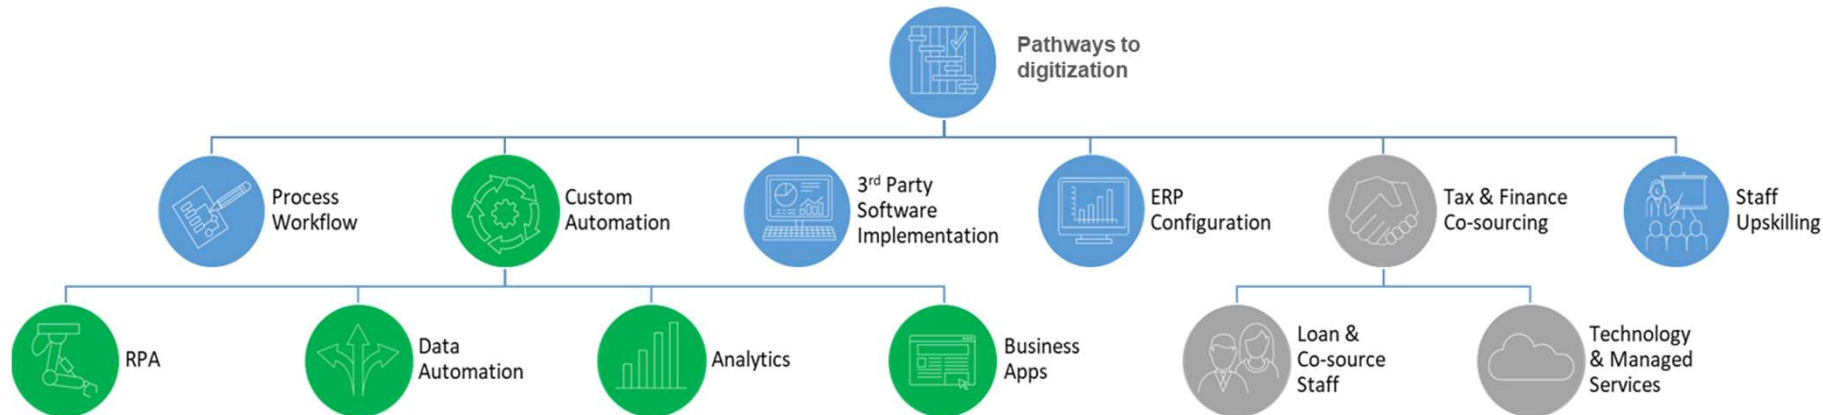 Pathways to
digitization
Process
Workflow
Custom
Automation
3rd Party
Software
Implementation
ERP
Configuration
Tax & Finance
Co-sourcing
Staff
Upskilling
RPA
Data
Automation
Analytics
Business
Apps
Loan &
Co-source
Staff
Technology
& Managed
Services